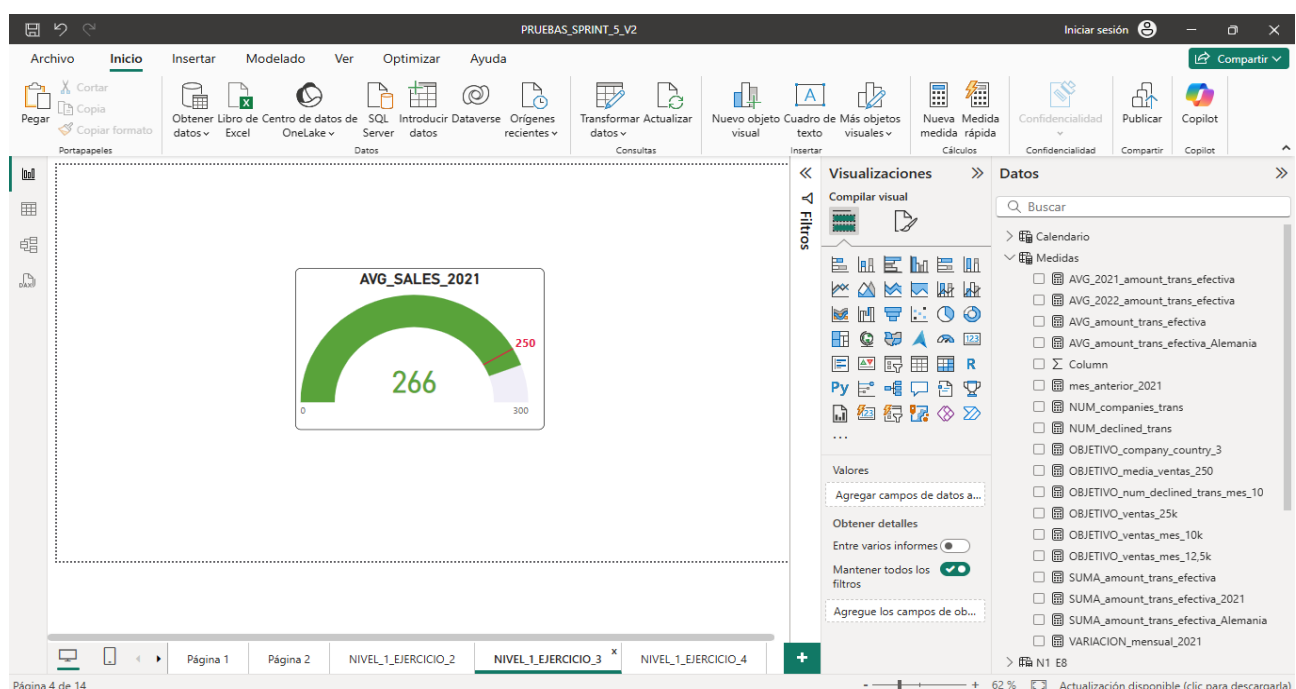 PRUEBAS_SPRINT_5_V2
Iniciar sesión
Archivo Inicio Insertar Modelado Ver Optimizar Ayuda
Compartir
Pegar
Cortar
Copia
Copiar formato
Portapapeles
Obtener datos
Libro de Excel
Centro de datos de OneLake
SQL Server
Introducir datos
Dataverse
Orígenes recientes
Datos
Transformar datos
Actualizar
Consultas
Nuevo objeto visual
Cuadro de texto
Más objetos visuales
Insertar
Nueva medida
Medida rápida
Cálculos
Confidencialidad
Confidencialidad
Publicar
Compartir
Copilot
Copilot
AVG_SALES_2021
250
266
0
300
Filtros
Visualizaciones
Compilar visual
123
R
Py
123
...
Valores
Agregar campos de datos a...
Obtener detalles
Entre varios informes
Mantener todos los
filtros
Agregue los campos de ob...
Datos
Buscar
Calendario
Medidas
AVG_2021_amount_trans_efectiva
AVG_2022_amount_trans_efectiva
AVG_amount_trans_efectiva
AVG_amount_trans_efectiva_Alemania
Column
mes_anterior_2021
NUM_companies_trans
NUM_declined_trans
OBJETIVO_company_country_3
OBJETIVO_media_ventas_250
OBJETIVO_num_declined_trans_mes_10
OBJETIVO_ventas_25k
OBJETIVO_ventas_mes_10k
OBJETIVO_ventas_mes_12,5k
SUMA_amount_trans_efectiva
SUMA_amount_trans_efectiva_2021
SUMA_amount_trans_efectiva_Alemania
VARIACION_mensual_2021
N1 E8
Página 1 Página 2 NIVEL_1_EJERCICIO_2 NIVEL_1_EJERCICIO_3 NIVEL_1_EJERCICIO_4
Página 4 de 14
62 %
Actualización disponible (clic para descargarla)